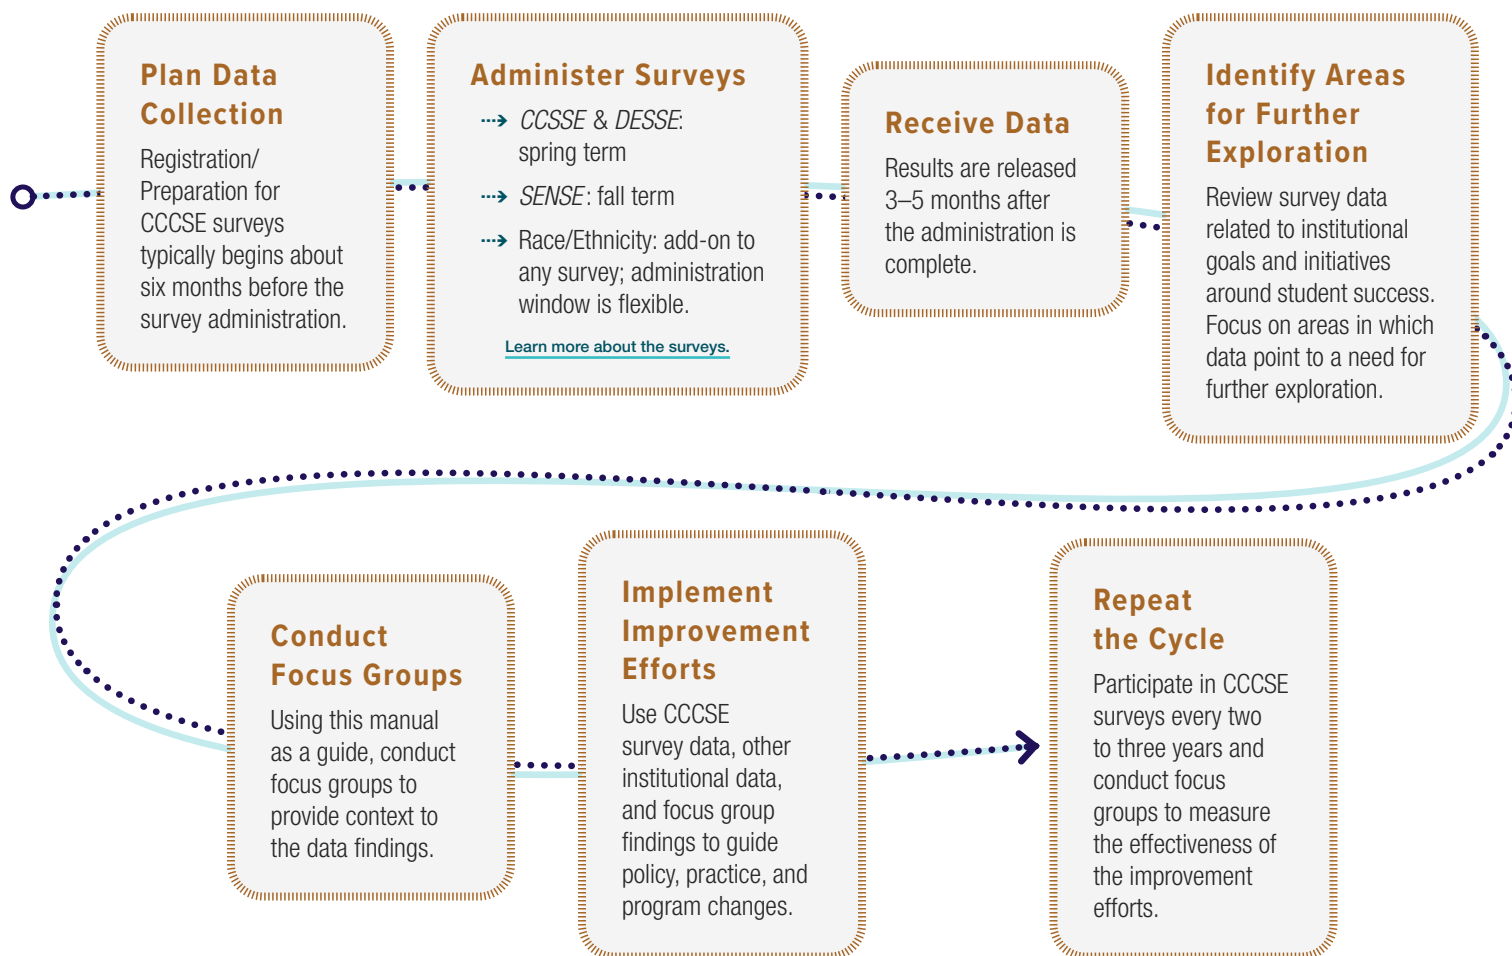 Plan Data
Collection
Registration/
Preparation for
CCCSE surveys
typically begins about
six months before the
survey administration.
Administer Surveys
CCSSE & DESSE:
spring term
SENSE: fall term
Race/Ethnicity: add-on to
any survey; administration
window is flexible.
Learn more about the surveys.
Receive Data
Results are released
3–5 months after
the administration is
complete.
Identify Areas
for Further
Exploration
Review survey data
related to institutional
goals and initiatives
around student success.
Focus on areas in which
data point to a need for
further exploration.
Conduct
Focus Groups
Using this manual
as a guide, conduct
focus groups to
provide context to
the data findings.
Implement
Improvement
Efforts
Use CCCSE
survey data, other
institutional data,
and focus group
findings to guide
policy, practice, and
program changes.
Repeat
the Cycle
Participate in CCCSE
surveys every two
to three years and
conduct focus
groups to measure
the effectiveness of
the improvement
efforts.